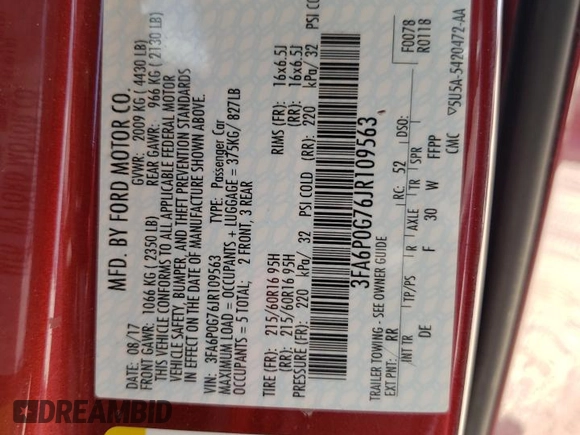 MFD. BY FORD MOTOR CO.
DATE: 08/17 GVWR: 2009 KG ( 4430 LB)
FRONT GAWR: 1066 KG ( 2350 LB) REAR GAWR: 966 KG ( 2130 LB)
THIS VEHICLE CONFORMS TO ALL APPLICABLE FEDERAL MOTOR
VEHICLE SAFETY, BUMPER, AND THEFT PREVENTION STANDARDS
IN EFFECT ON THE DATE OF MANUFACTURE SHOWN ABOVE.
VIN: 3FA6P0G76JR109563 TYPE: Passenger Car
MAXIMUM LOAD = OCCUPANTS + LUGGAGE = 375KG/ 827LB
OCCUPANTS = 5 TOTAL; 2 FRONT, 3 REAR
TIRE (FR): 215/60R16 95H RIMS (FR): 16x6.5J
(RR): 215/60R16 95H (RR): 16x6.5J
PRESSURE (FR): 220 kPa/ 32 PSI COLD (RR): 220 kPa/ 32 PSI COLD
3FA6P0G76JR109563
TRAILER TOWING - SEE OWNER GUIDE
EXT PNT: RR RC: 52 DSO: F0078
R0118
INT TR TP/PS R AXLE TR SPR
DE F 30 W FFPP
CMC ▽5U5A-5420472-AA
DREAMBID